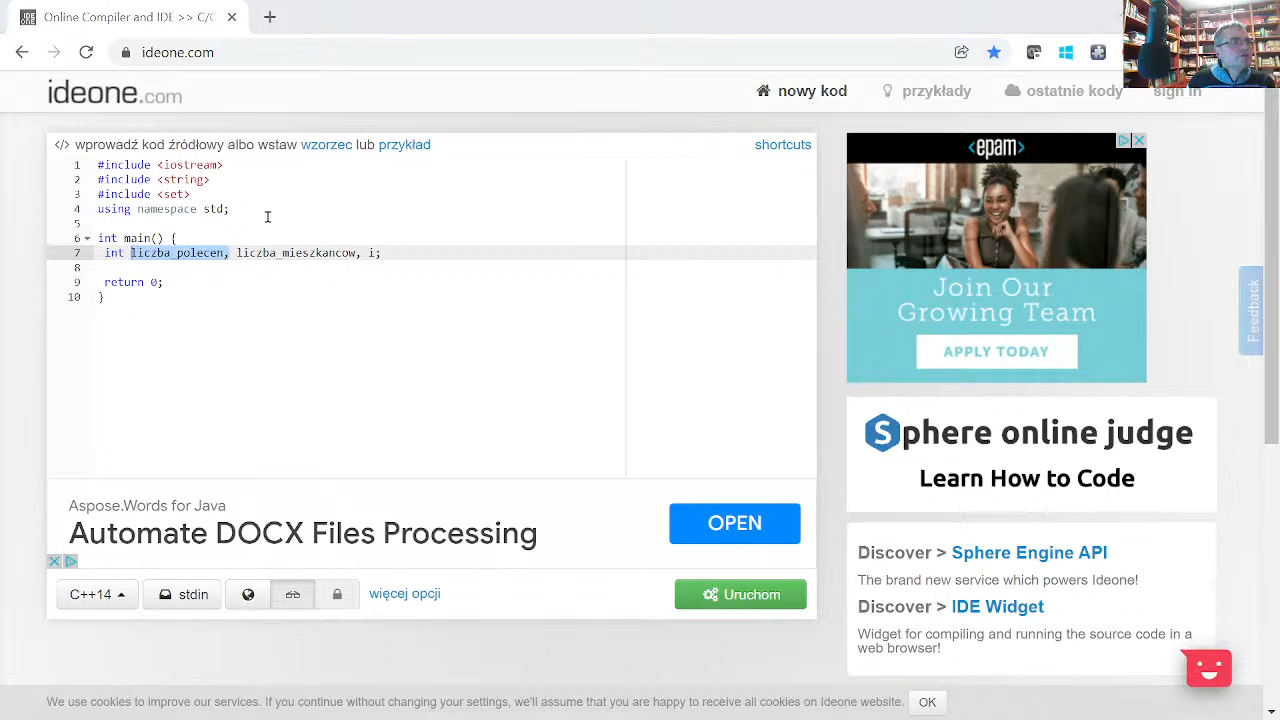 Online Compiler and IDE >> C/C
ideone.com
ideone.com
nowy kod
przykłady
ostatnie kody
sign in
wprowadź kod źródłowy albo wstaw wzorzec lub przykład
shortcuts
1 #include <iostream>
2 #include <string>
3 #include <set>
4 using namespace std;
5
6 int main() {
7 int liczba_polecen, liczba_mieszkancow, i;
8
9 return 0;
10 }
<epam>
Join Our
Growing Team
APPLY TODAY
Feedback
Sphere online judge
Learn How to Code
Aspose.Words for Java
Automate DOCX Files Processing
OPEN
Discover > Sphere Engine API
The brand new service which powers Ideone!
Discover > IDE Widget
Widget for compiling and running the source code in a
web browser!
C++14
stdin
więcej opcji
Uruchom
We use cookies to improve our services. If you continue without changing your settings, we'll assume that you are happy to receive all cookies on Ideone website.
OK